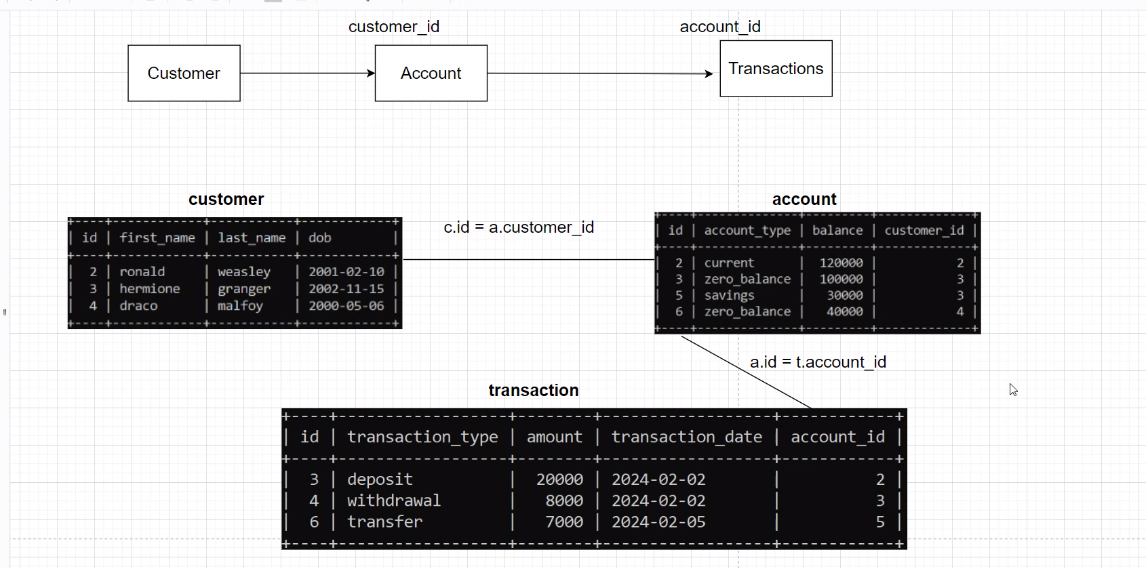 customer_id account_id
Customer Account Transactions
customer account
c.id = a.customer_id
| id | first_name | last_name | dob |
| 2 | ronald | weasley | 2001-02-10 |
| 3 | hermione | granger | 2002-11-15 |
| 4 | draco | malfoy | 2000-05-06 |
| id | account_type | balance | customer_id |
| 2 | current | 120000 | 2 |
| 3 | zero_balance | 100000 | 3 |
| 5 | savings | 30000 | 3 |
| 6 | zero_balance | 40000 | 4 |
a.id = t.account_id
transaction
| id | transaction_type | amount | transaction_date | account_id |
| 3 | deposit | 20000 | 2024-02-02 | 2 |
| 4 | withdrawal | 8000 | 2024-02-02 | 3 |
| 6 | transfer | 7000 | 2024-02-05 | 5 |